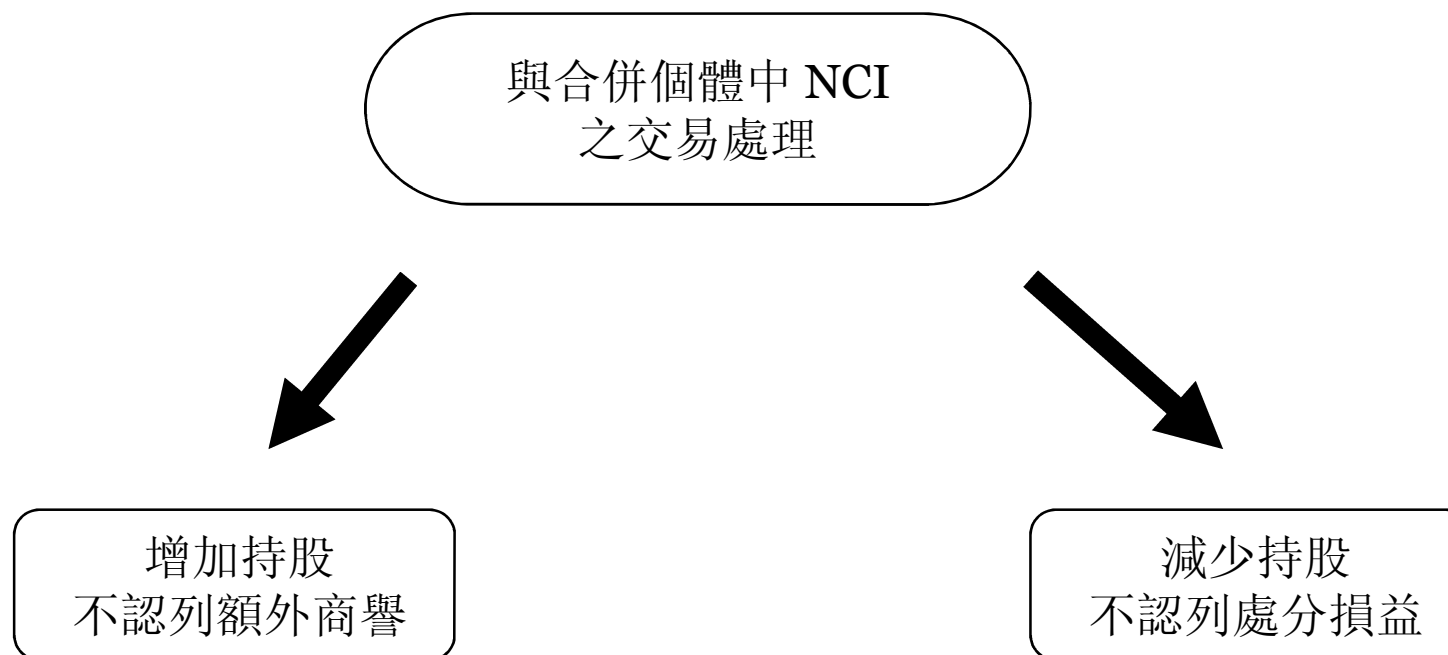 與合併個體中 NCI
之交易處理
增加持股
不認列額外商譽
減少持股
不認列處分損益